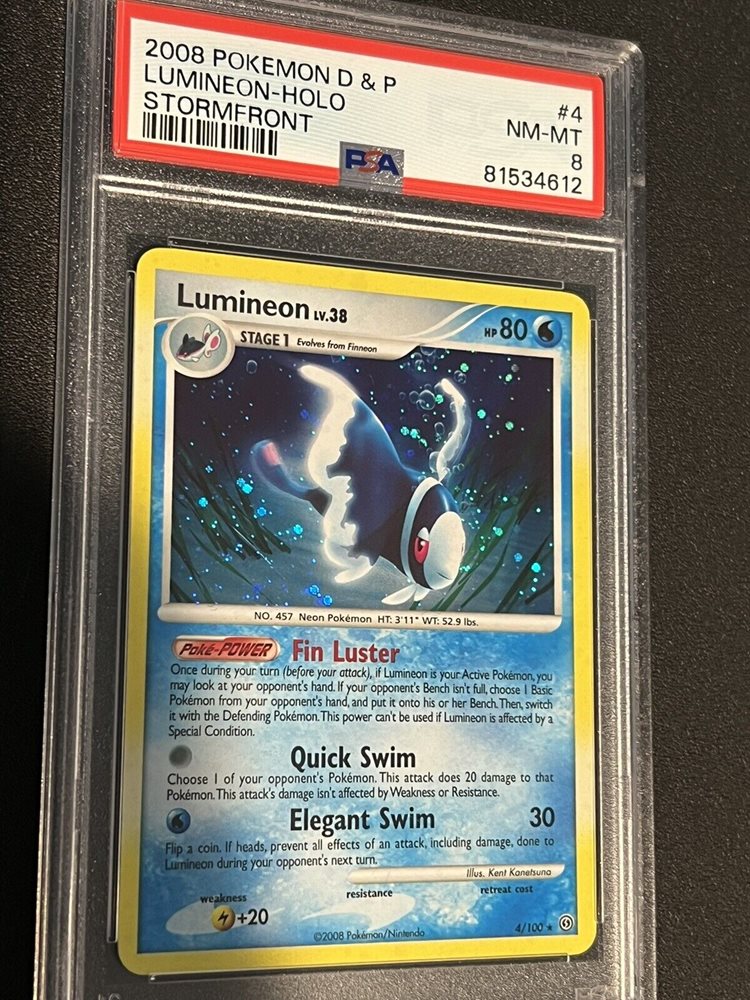 2008 POKEMON D & P
LUMINEON-HOLO
STORMFRONT
#4
NM-MT
8
81534612
PSA
Lumineon LV.38
HP 80
STAGE 1 Evolves from Finneon
NO. 457 Neon Pokémon HT: 3'11" WT: 52.9 lbs.
Poké-POWER Fin Luster
Once during your turn (before your attack), if Lumineon is your Active Pokémon, you
may look at your opponent's hand. If your opponent's Bench isn't full, choose 1 Basic
Pokémon from your opponent's hand, and put it onto his or her Bench. Then, switch
it with the Defending Pokémon. This power can't be used if Lumineon is affected by a
Special Condition.
Quick Swim
Choose 1 of your opponent's Pokémon. This attack does 20 damage to that
Pokémon. This attack's damage isn't affected by Weakness or Resistance.
Elegant Swim 30
Flip a coin. If heads, prevent all effects of an attack, including damage, done to
Lumineon during your opponent's next turn.
Illus. Kent Kanetsuna
weakness
resistance
retreat cost
+20
©2008 Pokémon/Nintendo
4/100 ★